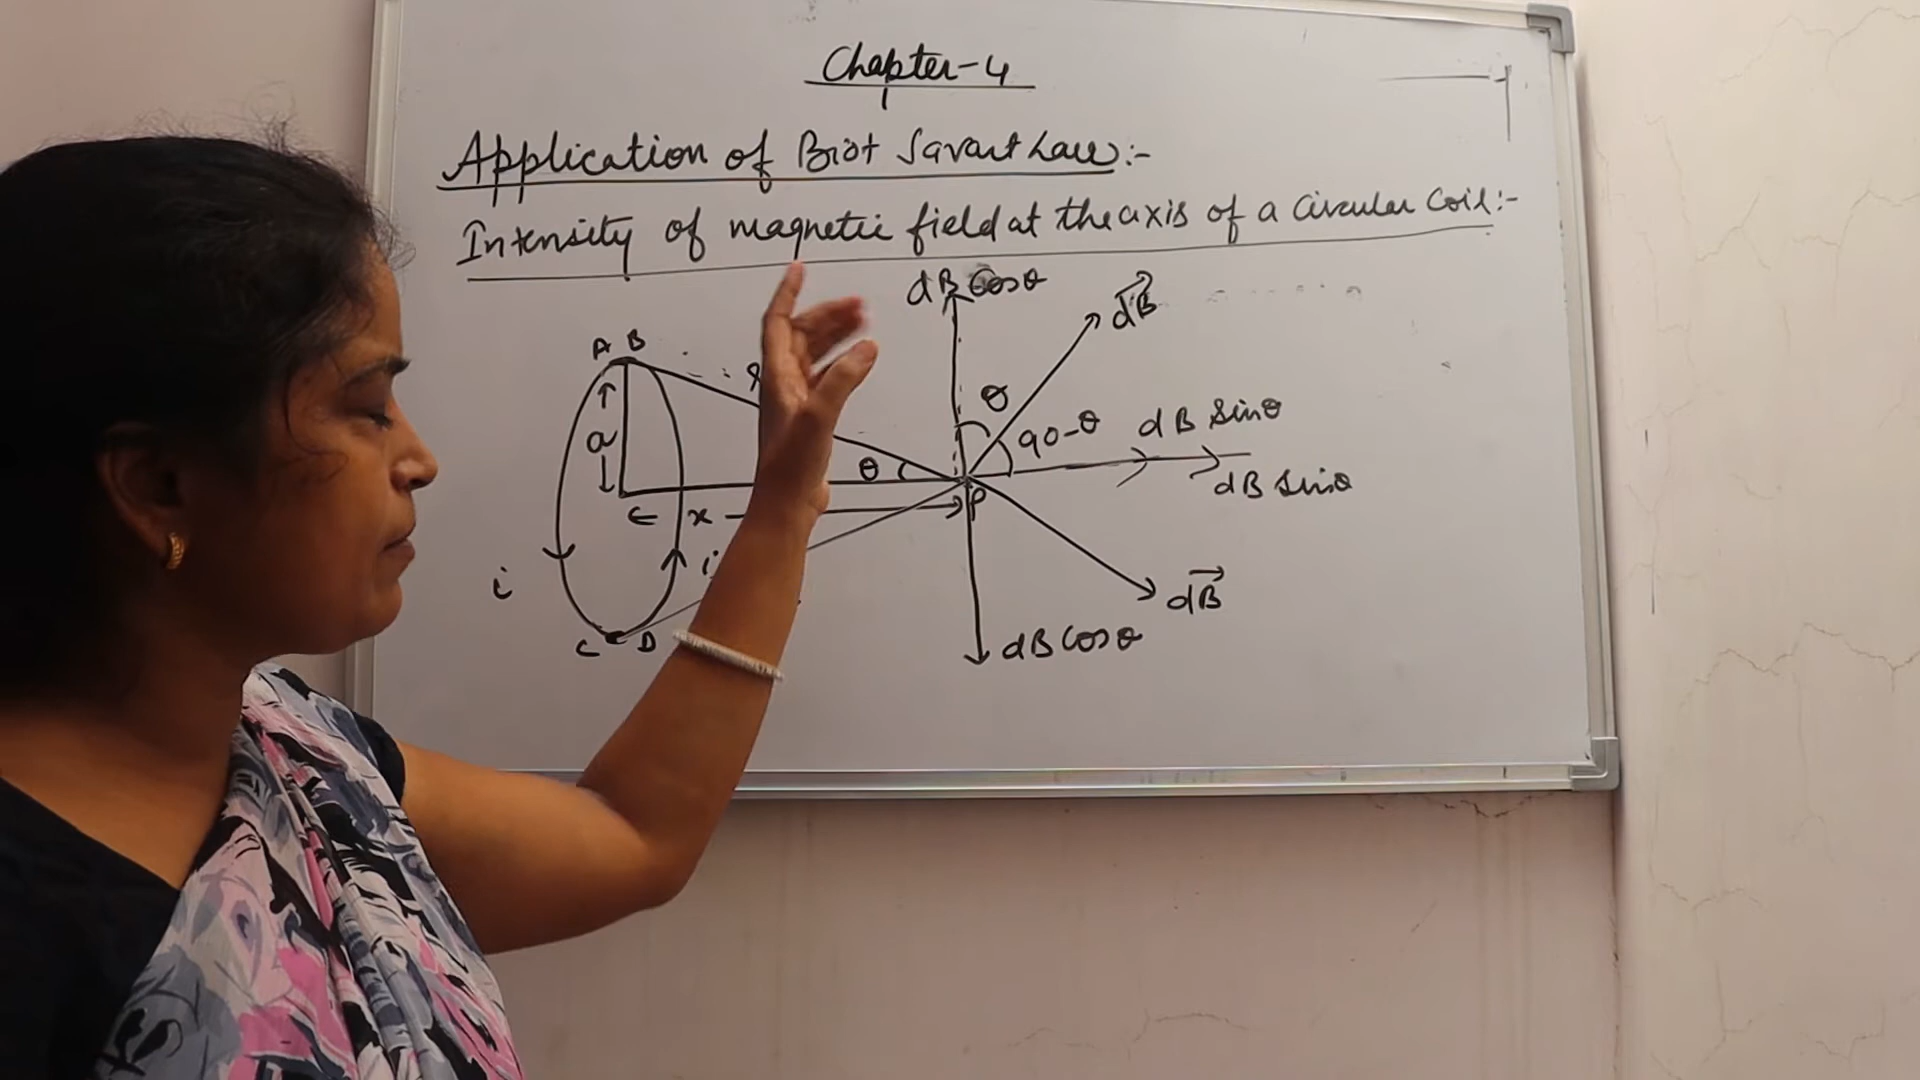 Chapter-4
Application of Biot Savart Law:-
Intensity of magnetic field at the axis of a Circular Coil:-
dB Cosθ
dB
A B
a
θ
90-θ
dB Sinθ
θ
dB Sinθ
x
P
i
i
dB
C D
dB Cosθ